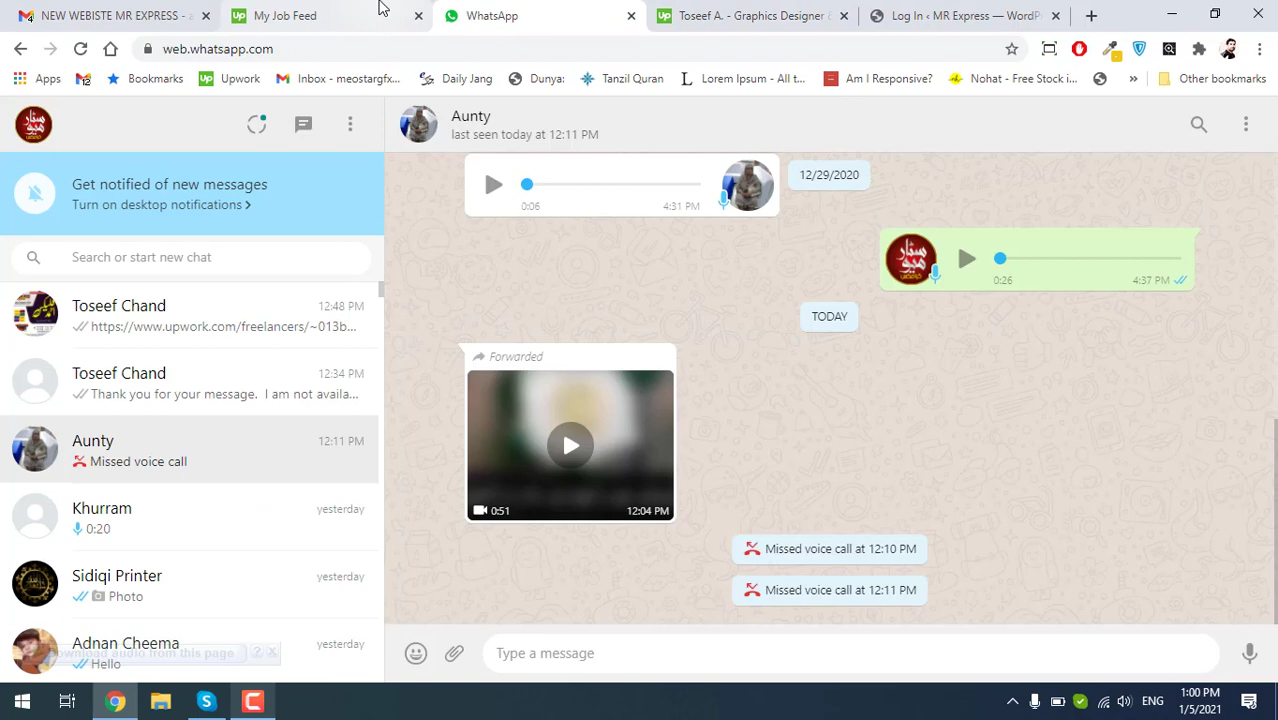 NEW WEBISTE MR EXPRESS - a
My Job Feed
WhatsApp
Toseef A. - Graphics Designer &
Log In ‹ MR Express — WordPr
web.whatsapp.com
Apps
Bookmarks
Upwork
Inbox - meostargfx...
Daily Jang
Dunya:
Tanzil Quran
Lorem Ipsum - All t...
Am I Responsive?
Nohat - Free Stock i...
Other bookmarks
Aunty
last seen today at 12:11 PM
Get notified of new messages
Turn on desktop notifications >
Search or start new chat
Toseef Chand
12:48 PM
https://www.upwork.com/freelancers/~013b...
Toseef Chand
12:34 PM
Thank you for your message. I am not availa...
Aunty
12:11 PM
Missed voice call
Khurram
yesterday
0:20
Sidiqi Printer
yesterday
Photo
Adnan Cheema
yesterday
Hello
Download audio from this page
? x
12/29/2020
0:06
4:31 PM
0:26
4:37 PM
TODAY
Forwarded
0:51
12:04 PM
Missed voice call at 12:10 PM
Missed voice call at 12:11 PM
Type a message
ENG
1:00 PM
1/5/2021